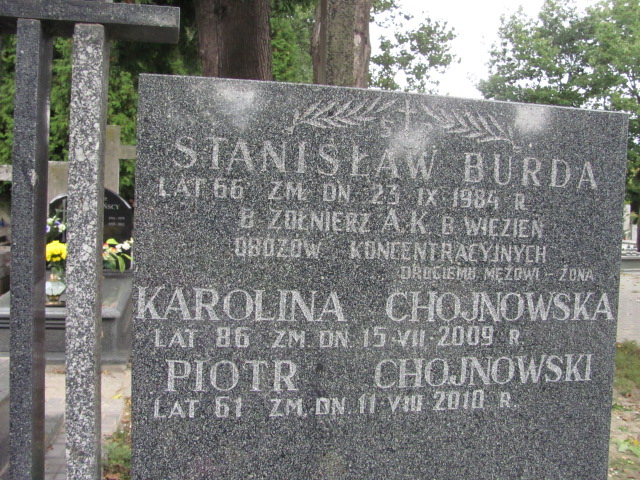 S P
STANISŁAW BURDA
LAT 66 ZM. DN 23 IX 1984 R
B ŻOŁNIERZ A.K. B WIĘZIEŃ
OBOZÓW KONCENTRACYJNYCH
DROGIEMU MĘŻOWI - ŻONA
KAROLINA CHOJNOWSKA
LAT 86 ZM. DN. 15-VII-2009 R.
PIOTR CHOJNOWSKI
LAT 61 ZM. DN. 11 VIII 2010 R.